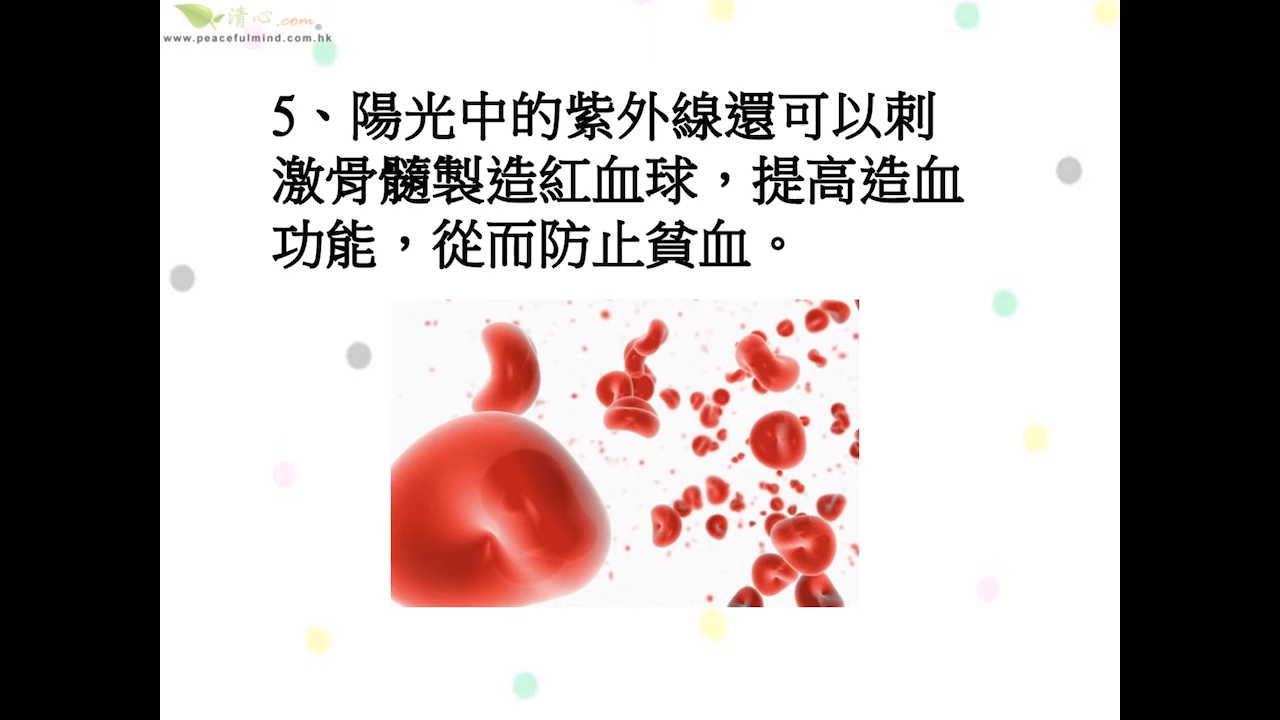 清心.com
www.peacefulmind.com.hk
5、陽光中的紫外線還可以刺
激骨髓製造紅血球，提高造血
功能，從而防止貧血。